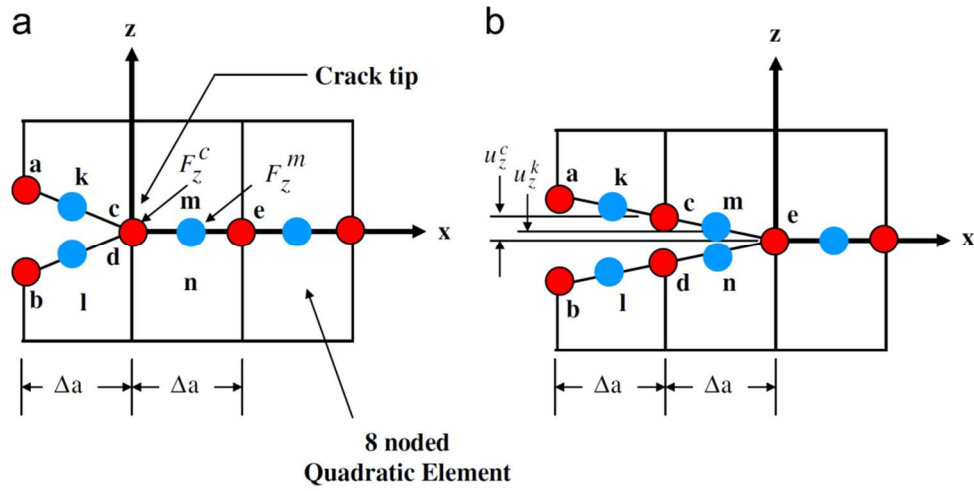 a
z
Crack tip
a
k
c
F_z^c
m
F_z^m
e
x
d
b
l
n
Δa
Δa
8 noded
Quadratic Element
b
z
u_z^c
u_z^k
a
k
c
m
e
x
b
l
d
n
Δa
Δa